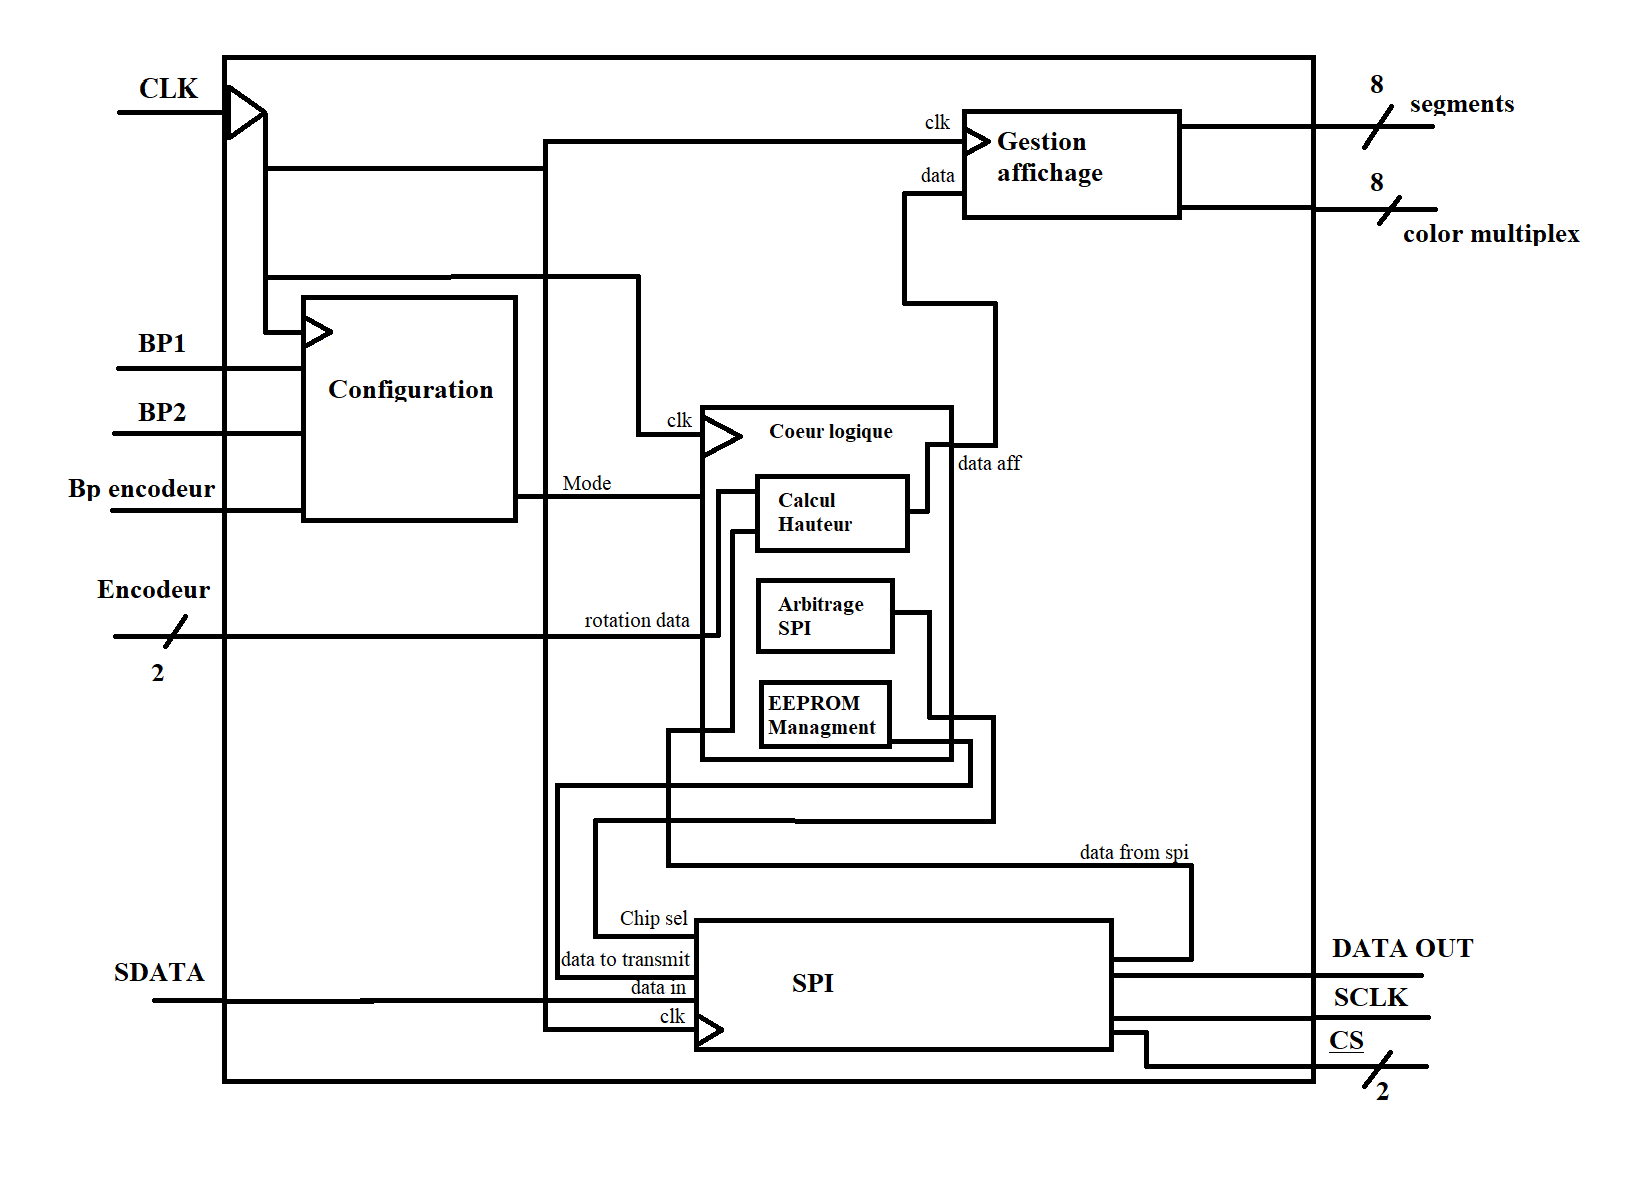 CLK
8
segments
clk
Gestion
affichage
data
8
color multiplex
BP1
Configuration
BP2
clk
Coeur logique
data aff
Bp encodeur
Mode
Calcul
Hauteur
Encodeur
2
rotation data
Arbitrage
SPI
EEPROM
Managment
data from spi
Chip sel
data to transmit
SDATA
data in
clk
SPI
DATA OUT
SCLK
CS
2